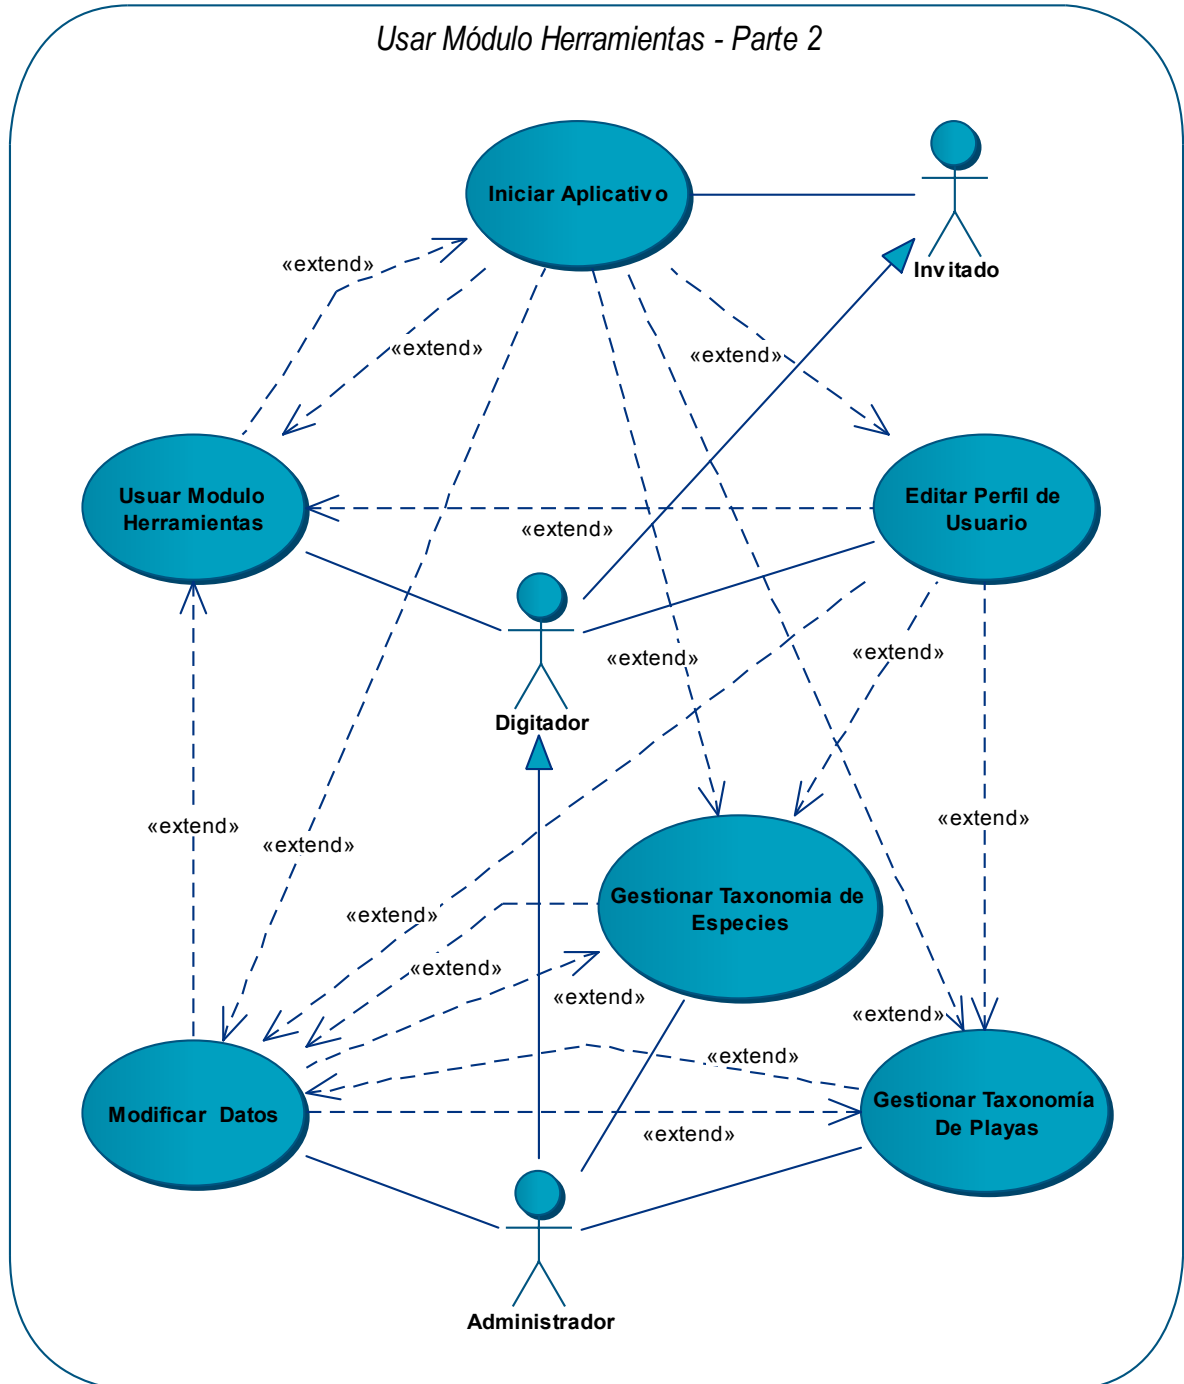 Usar Módulo Herramientas - Parte 2
Iniciar Aplicativo
Invitado
«extend»
«extend»
«extend»
Usuar Modulo
Herramientas
Editar Perfil de
Usuario
«extend»
«extend»
«extend»
Digitador
«extend»
«extend»
«extend»
Gestionar Taxonomia de
Especies
«extend»
«extend»
«extend»
«extend»
«extend»
Modificar Datos
Gestionar Taxonomía
De Playas
«extend»
Administrador